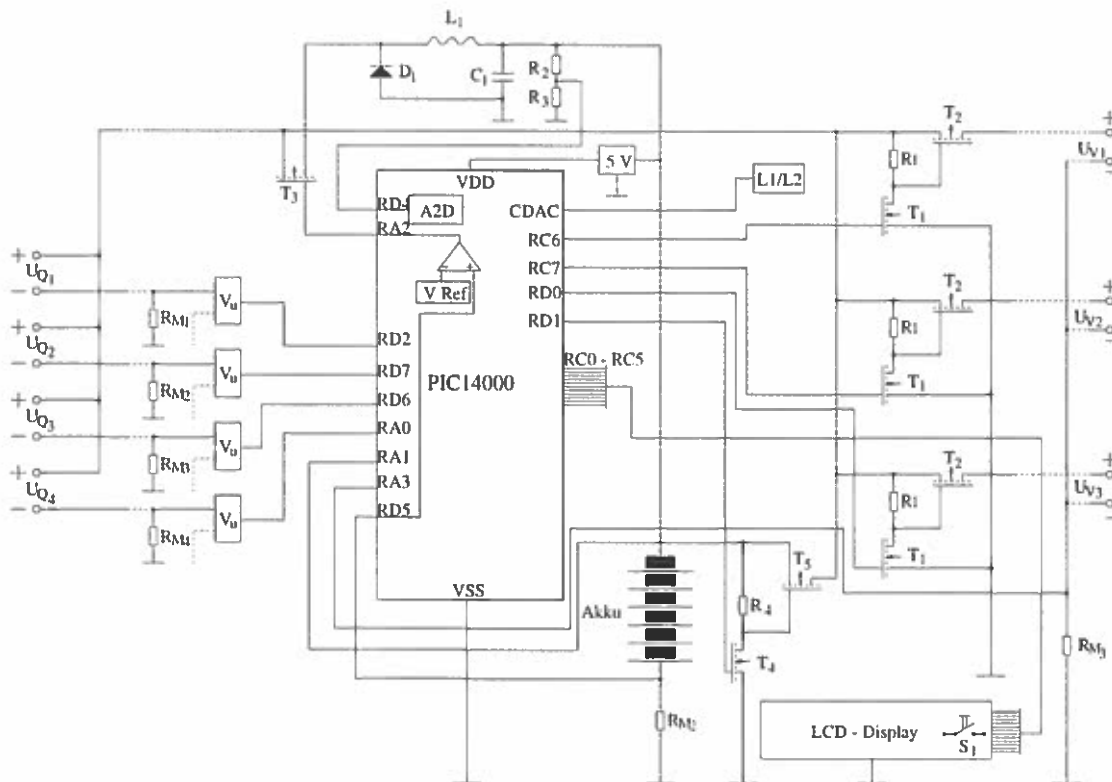 L1
D1
C1
R2
R3
T2
+
UV1
−
R1
T1
5 V
L1/L2
T3
VDD
RD4
A2D
RA2
V Ref
CDAC
RC6
RC7
RD0
RD1
RC0 - RC5
+
UQ1
−
RM1
Vu
RD2
+
UQ2
−
RM2
Vu
RD7
+
UQ3
−
RM3
Vu
RD6
+
UQ4
−
RM4
Vu
RA0
RA1
RA3
RD5
PIC14000
VSS
T2
+
UV2
−
R1
T1
T2
+
UV3
−
R1
T1
T5
R4
T4
Akku
RM2
RM3
LCD - Display
S1